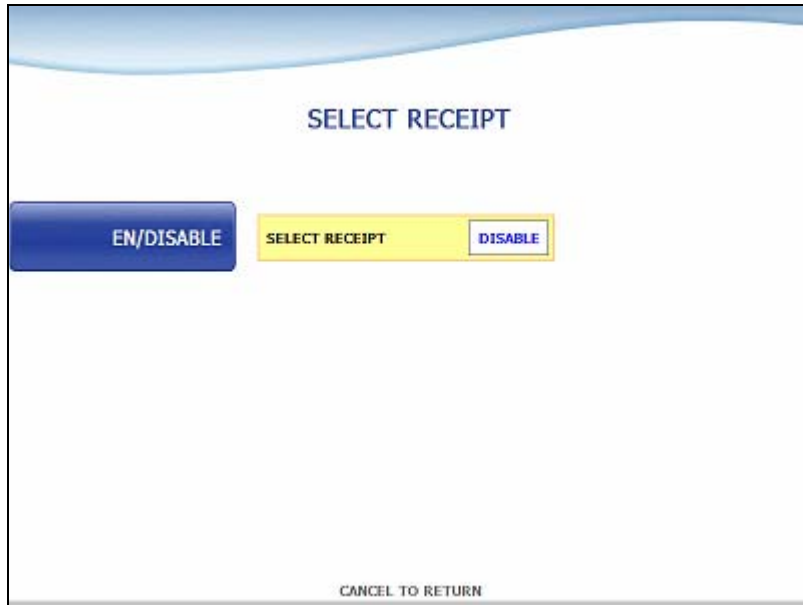 SELECT RECEIPT
EN/DISABLE
SELECT RECEIPT
DISABLE
CANCEL TO RETURN